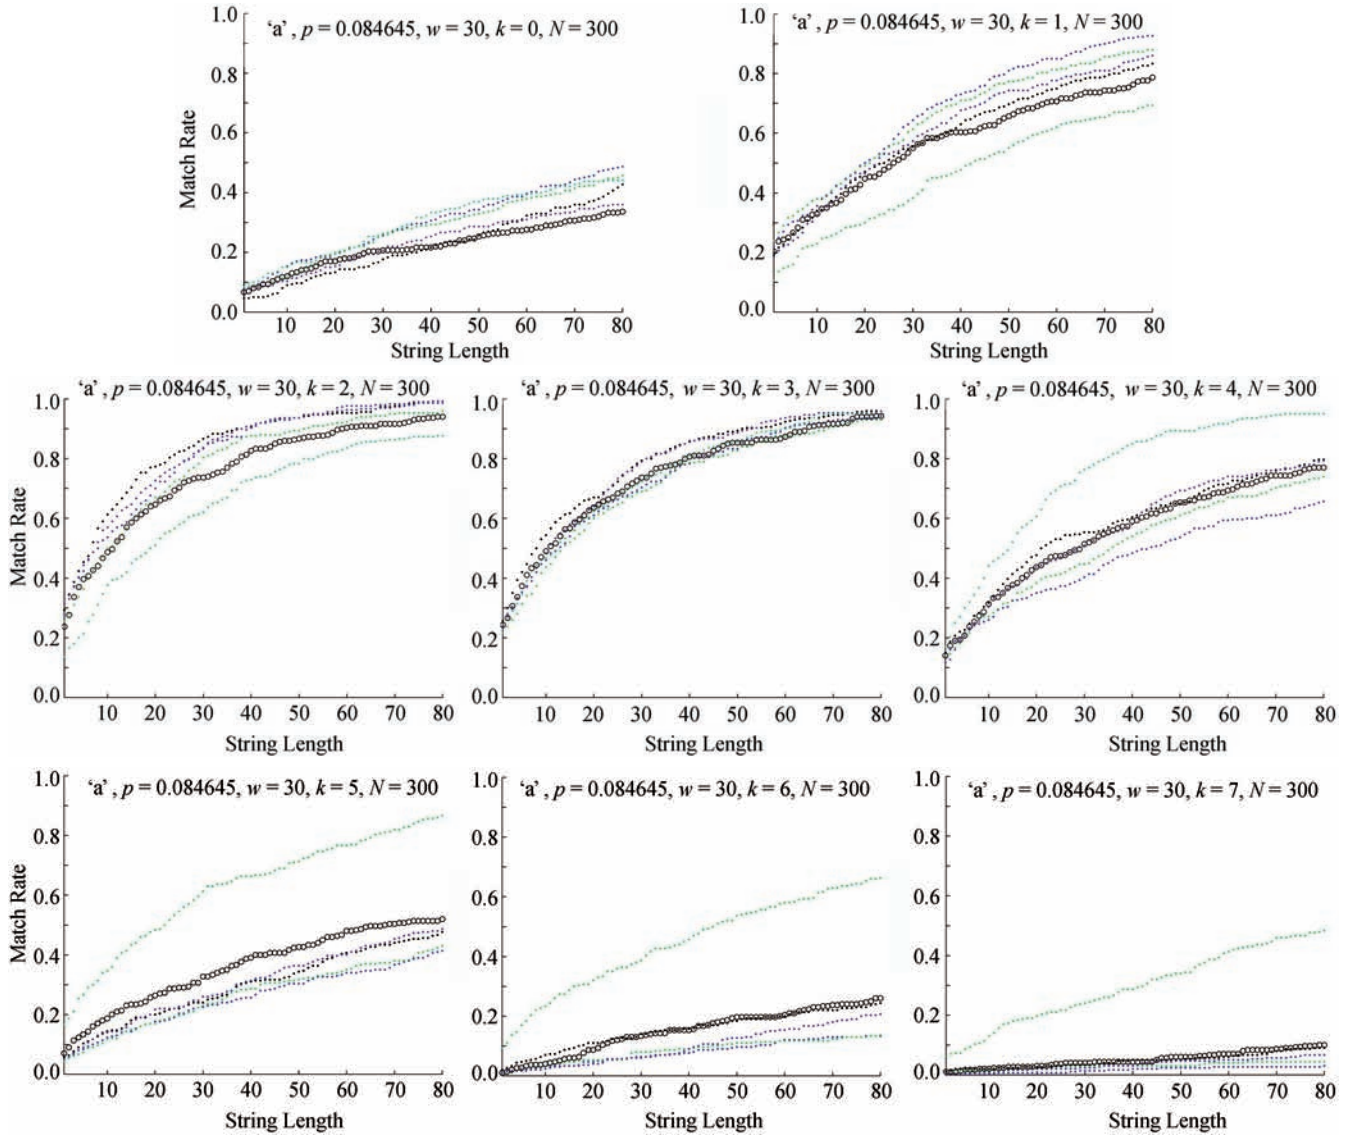 'a', p = 0.084645, w = 30, k = 0, N = 300
1.0
0.8
0.6
0.4
0.2
0.0
Match Rate
10 20 30 40 50 60 70 80
String Length
'a', p = 0.084645, w = 30, k = 1, N = 300
1.0
0.8
0.6
0.4
0.2
0.0
10 20 30 40 50 60 70 80
String Length
'a', p = 0.084645, w = 30, k = 2, N = 300
1.0
0.8
0.6
0.4
0.2
0.0
Match Rate
10 20 30 40 50 60 70 80
String Length
'a', p = 0.084645, w = 30, k = 3, N = 300
1.0
0.8
0.6
0.4
0.2
0.0
10 20 30 40 50 60 70 80
String Length
'a', p = 0.084645, w = 30, k = 4, N = 300
1.0
0.8
0.6
0.4
0.2
0.0
10 20 30 40 50 60 70 80
String Length
'a', p = 0.084645, w = 30, k = 5, N = 300
1.0
0.8
0.6
0.4
0.2
0.0
Match Rate
10 20 30 40 50 60 70 80
String Length
'a', p = 0.084645, w = 30, k = 6, N = 300
1.0
0.8
0.6
0.4
0.2
0.0
10 20 30 40 50 60 70 80
String Length
'a', p = 0.084645, w = 30, k = 7, N = 300
1.0
0.8
0.6
0.4
0.2
0.0
10 20 30 40 50 60 70 80
String Length